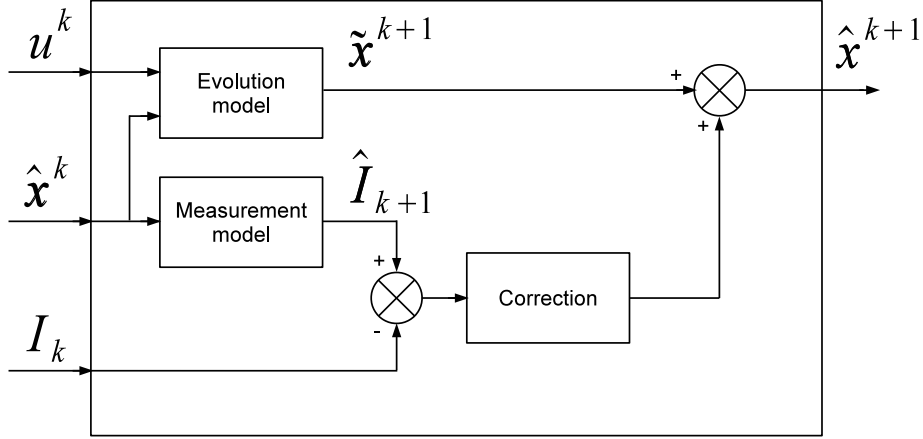 u^k
Evolution
model
x̃^{k+1}
+
+
x̂^{k+1}
x̂^k
Measurement
model
Î_{k+1}
+
-
Correction
I_k